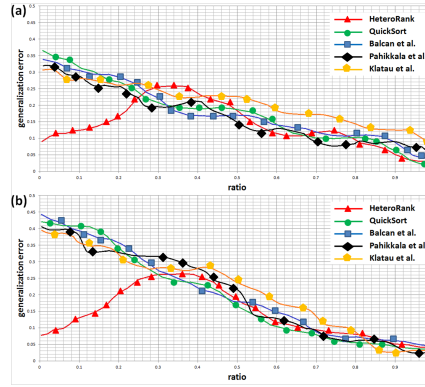 (a)
generalization error
0.5
0.45
0.4
0.35
0.3
0.25
0.2
0.15
0.1
0.05
0
HeteroRank
QuickSort
Balcan et al.
Pahikkala et al
Klatau et al.
0 0.1 0.2 0.3 0.4 0.5 0.6 0.7 0.8 0.9
ratio
(b)
generalization error
0.5
0.45
0.4
0.35
0.3
0.25
0.2
0.15
0.1
0.05
0
HeteroRank
QuickSort
Balcan et al.
Pahikkala et al
Klatau et al.
0 0.1 0.2 0.3 0.4 0.5 0.6 0.7 0.8 0.9
ratio